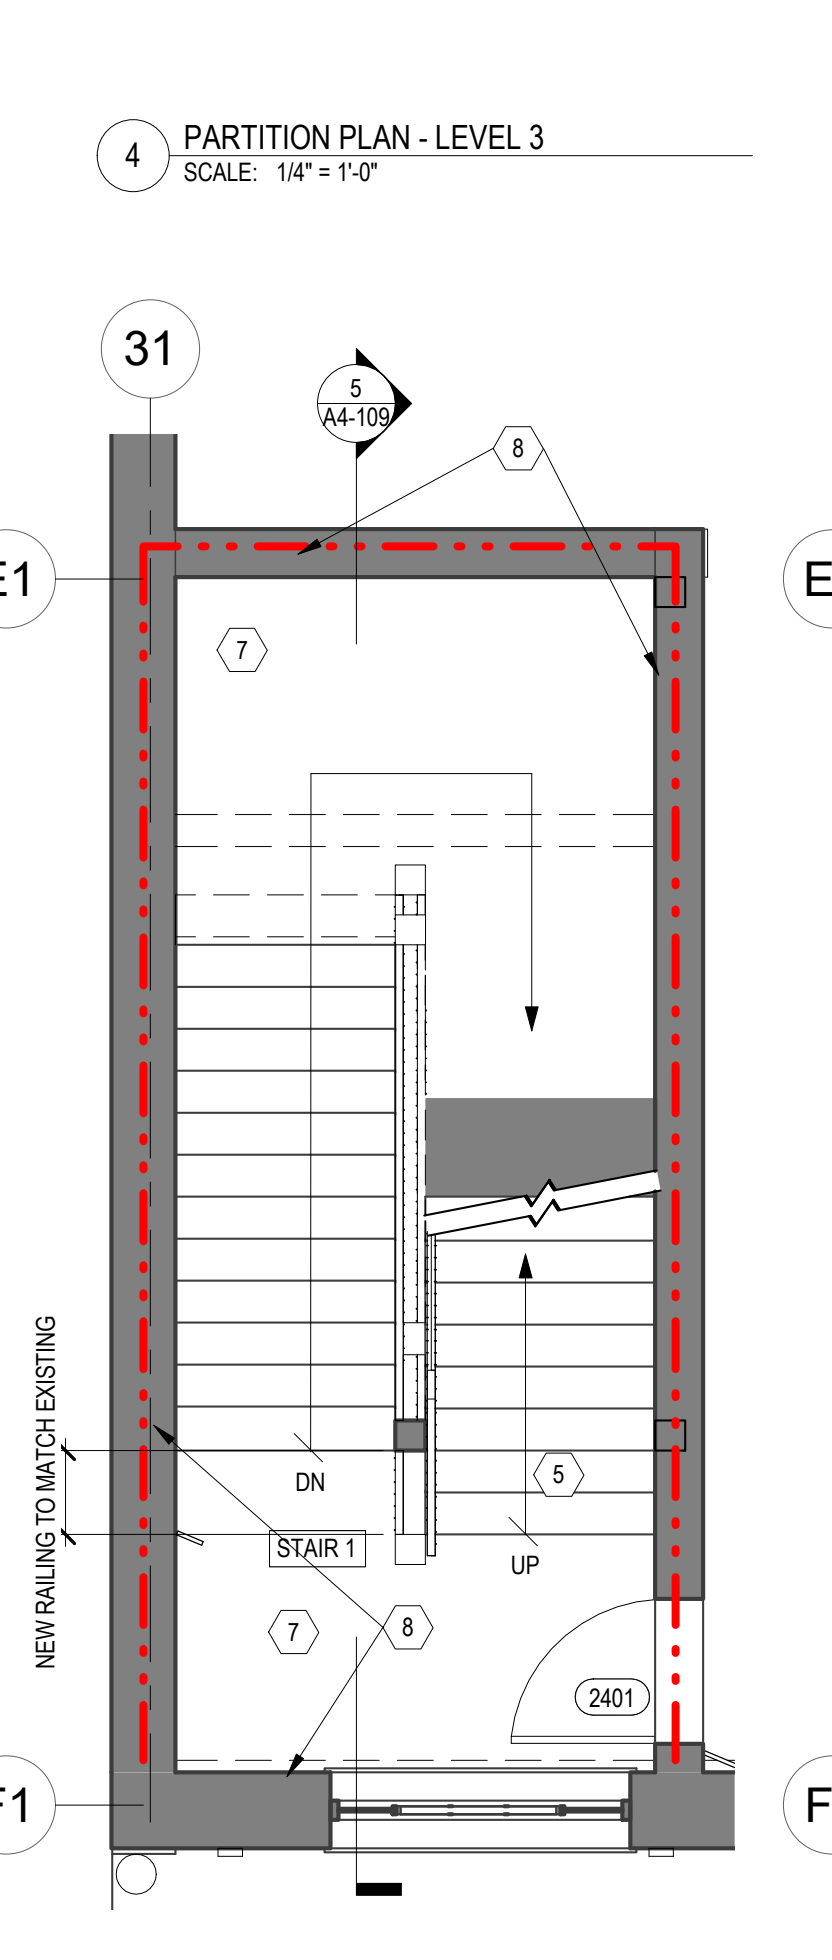 4
PARTITION PLAN - LEVEL 3
SCALE: 1/4" = 1'-0"
31
5
A4-109
8
E1
E
7
NEW RAILING TO MATCH EXISTING
DN
5
STAIR 1
UP
7
8
2401
F1
F